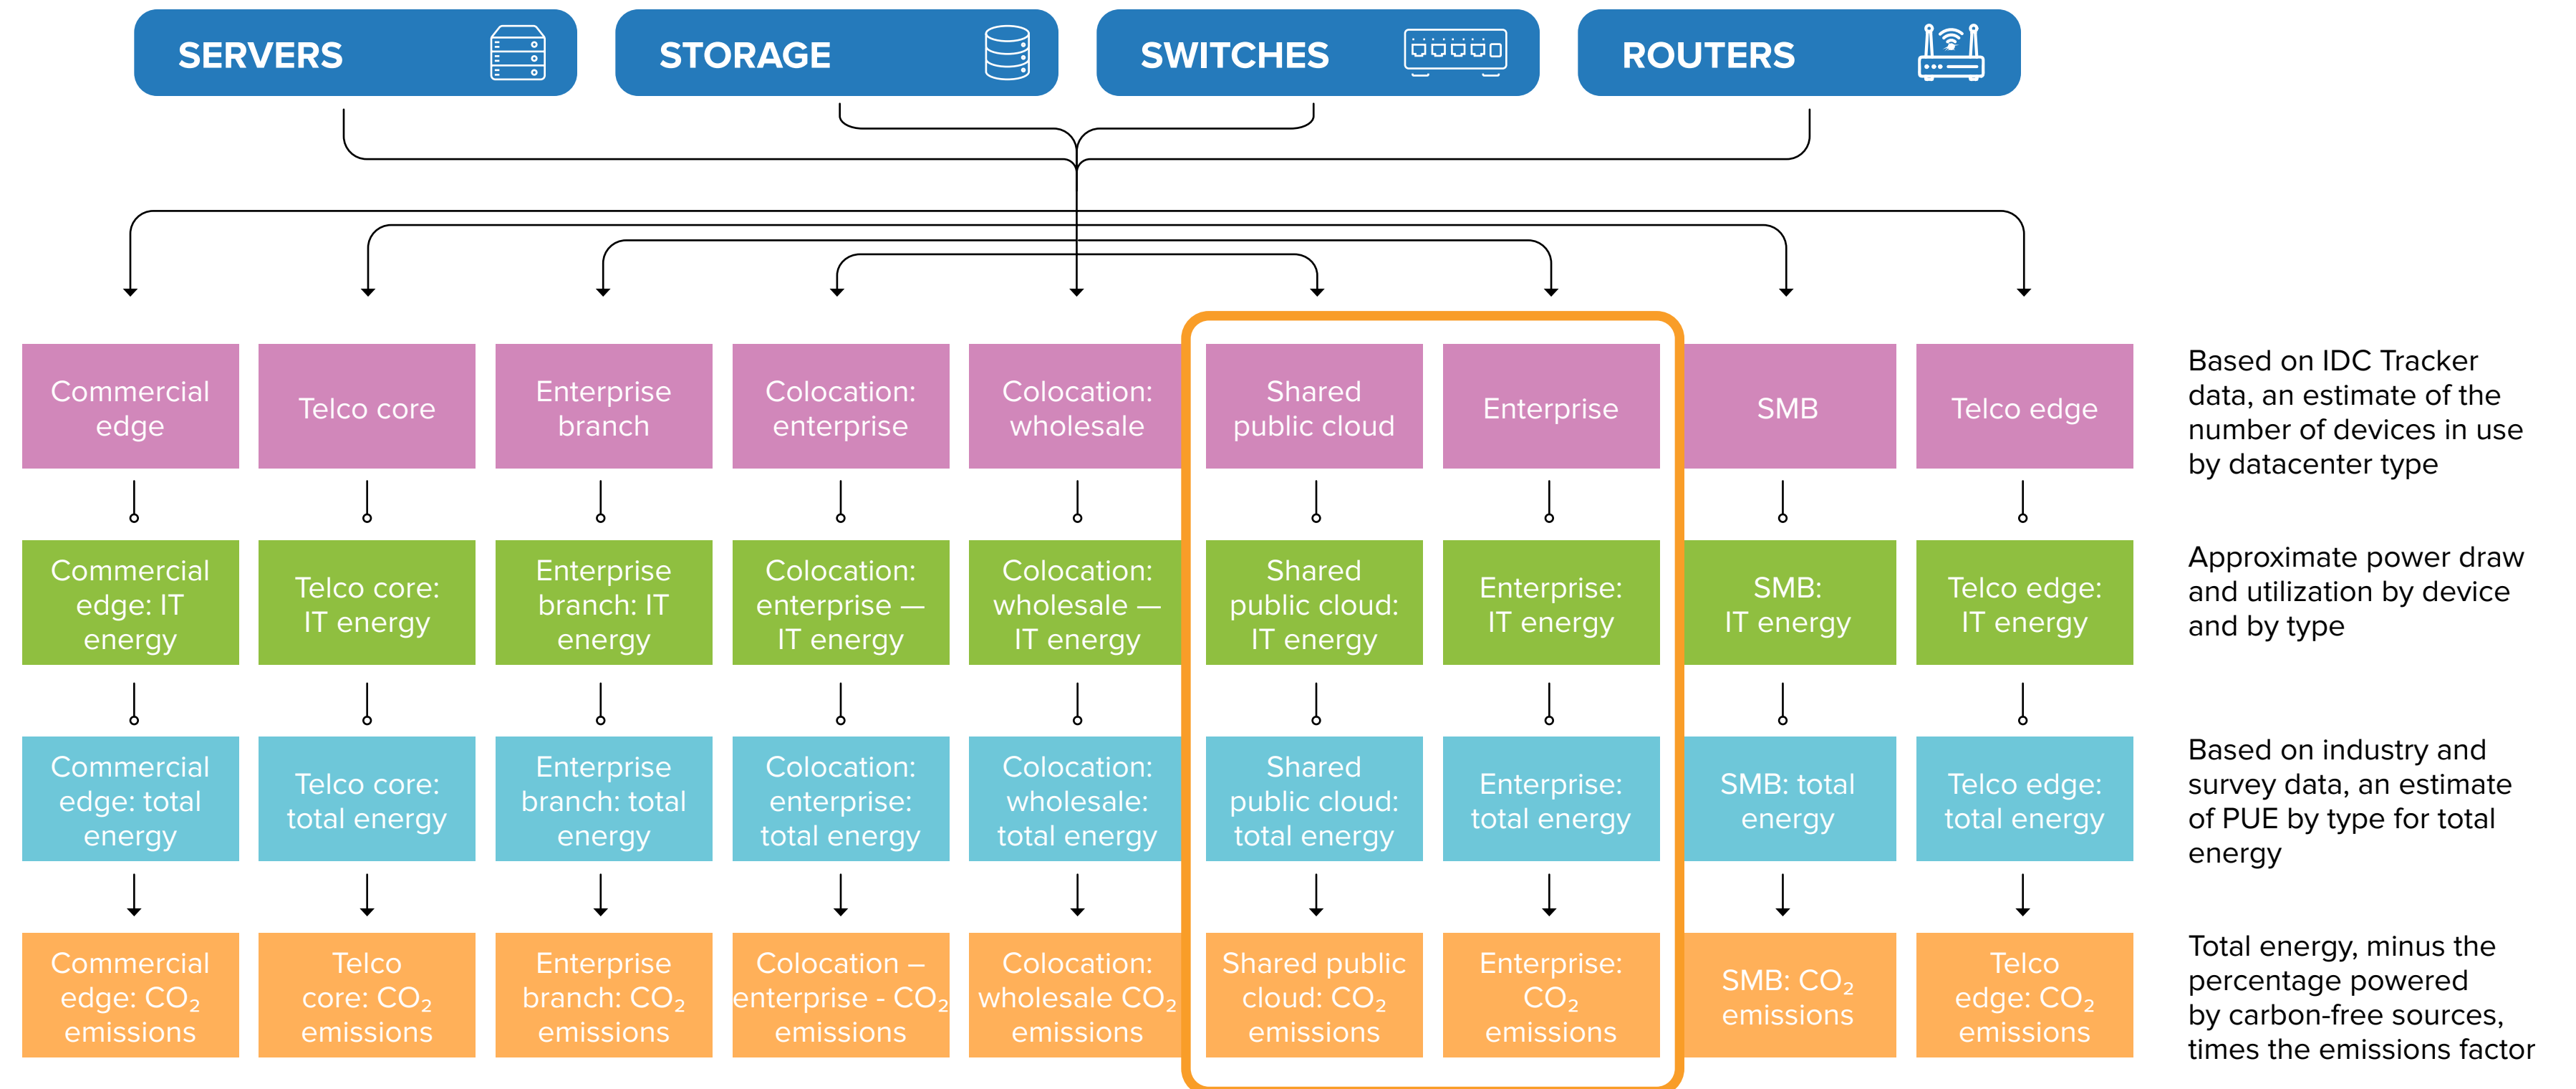 SERVERS
STORAGE
SWITCHES
ROUTERS
Commercial
edge
Telco core
Enterprise
branch
Colocation:
enterprise
Colocation:
wholesale
Shared
public cloud
Enterprise
SMB
Telco edge
Based on IDC Tracker
data, an estimate of the
number of devices in use
by datacenter type
Commercial
edge: IT
energy
Telco core:
IT energy
Enterprise
branch: IT
energy
Colocation:
enterprise —
IT energy
Colocation:
wholesale —
IT energy
Shared
public cloud:
IT energy
Enterprise:
IT energy
SMB:
IT energy
Telco edge:
IT energy
Approximate power draw
and utilization by device
and by type
Commercial
edge: total
energy
Telco core:
total energy
Enterprise
branch: total
energy
Colocation:
enterprise:
total energy
Colocation:
wholesale:
total energy
Shared
public cloud:
total energy
Enterprise:
total energy
SMB: total
energy
Telco edge:
total energy
Based on industry and
survey data, an estimate
of PUE by type for total
energy
Commercial
edge: CO₂
emissions
Telco
core: CO₂
emissions
Enterprise
branch: CO₂
emissions
Colocation –
enterprise - CO₂
emissions
Colocation:
wholesale CO₂
emissions
Shared public
cloud: CO₂
emissions
Enterprise:
CO₂
emissions
SMB: CO₂
emissions
Telco
edge: CO₂
emissions
Total energy, minus the
percentage powered
by carbon-free sources,
times the emissions factor